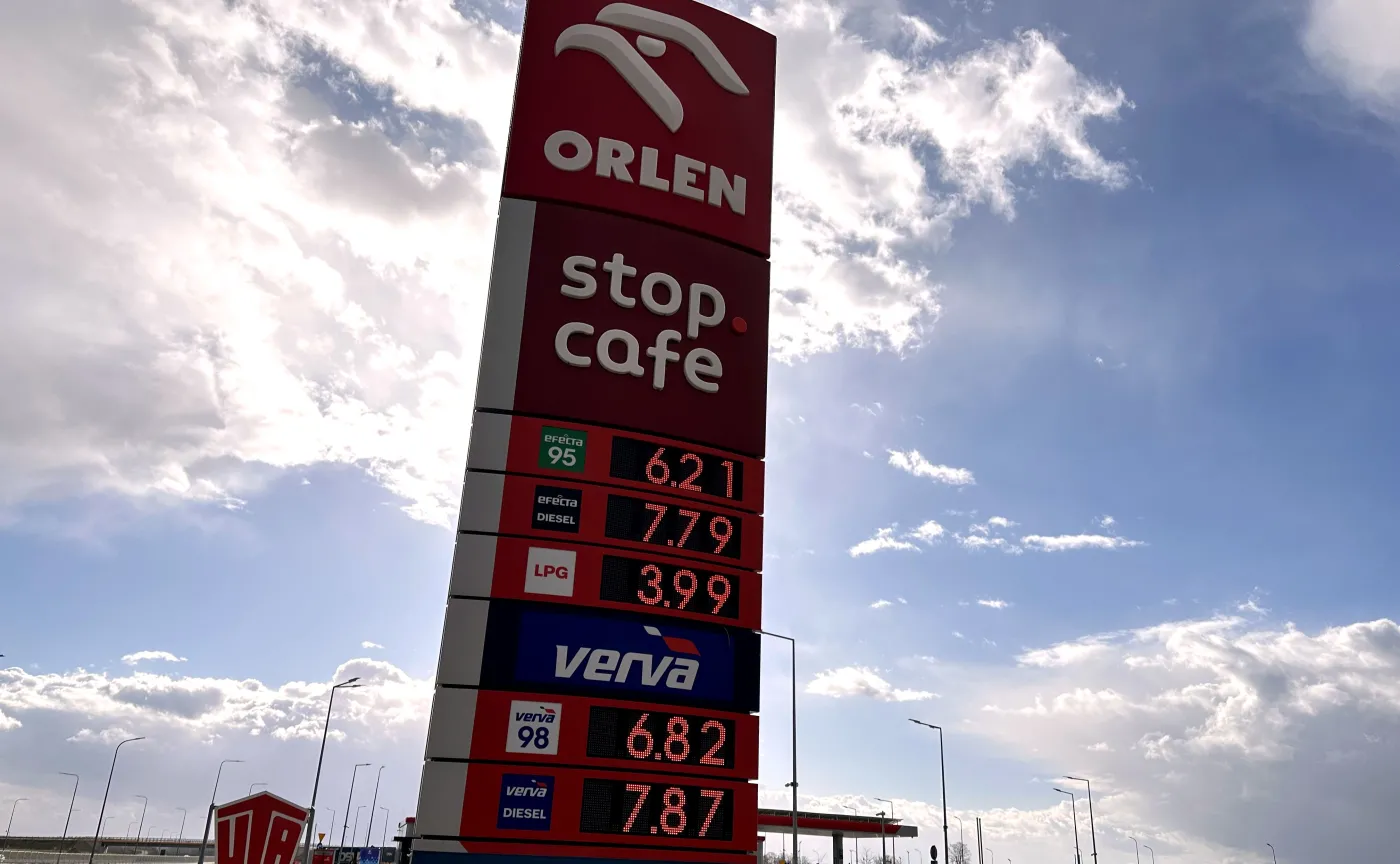 ORLEN
stop.
cafe
efecta
95
6.21
efecta
DIESEL
7.79
LPG
3.99
verva
verva
98
6.82
verva
DIESEL
7.87